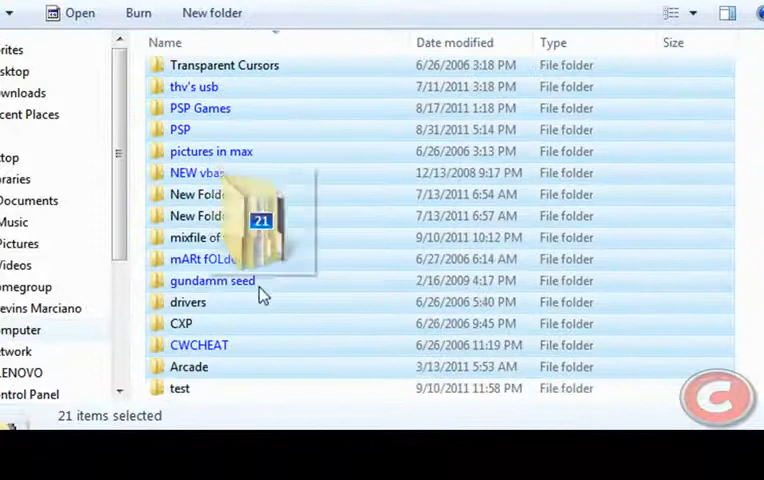 Open Burn New folder
Name Date modified Type Size
Transparent Cursors 6/26/2006 3:18 PM File folder
thv's usb 7/11/2011 3:18 PM File folder
PSP Games 8/17/2011 1:18 PM File folder
PSP 8/31/2011 5:14 PM File folder
pictures in max 6/26/2006 3:13 PM File folder
NEW vba 12/13/2008 9:17 PM File folder
New Fold 7/13/2011 6:54 AM File folder
New Fold 7/13/2011 6:57 AM File folder
mixfile of 9/10/2011 10:12 PM File folder
mARt fOLd 6/27/2006 6:14 AM File folder
gundamm seed 2/16/2009 4:17 PM File folder
drivers 6/26/2006 5:40 PM File folder
CXP 6/26/2006 9:45 PM File folder
CWCHEAT 6/26/2006 11:19 PM File folder
Arcade 3/13/2011 5:53 AM File folder
test 9/10/2011 11:58 PM File folder
21
rites
sktop
wnloads
cent Places
top
raries
ocuments
Music
Pictures
ideos
megroup
evins Marciano
mputer
twork
LENOVO
ntrol Panel
21 items selected
C